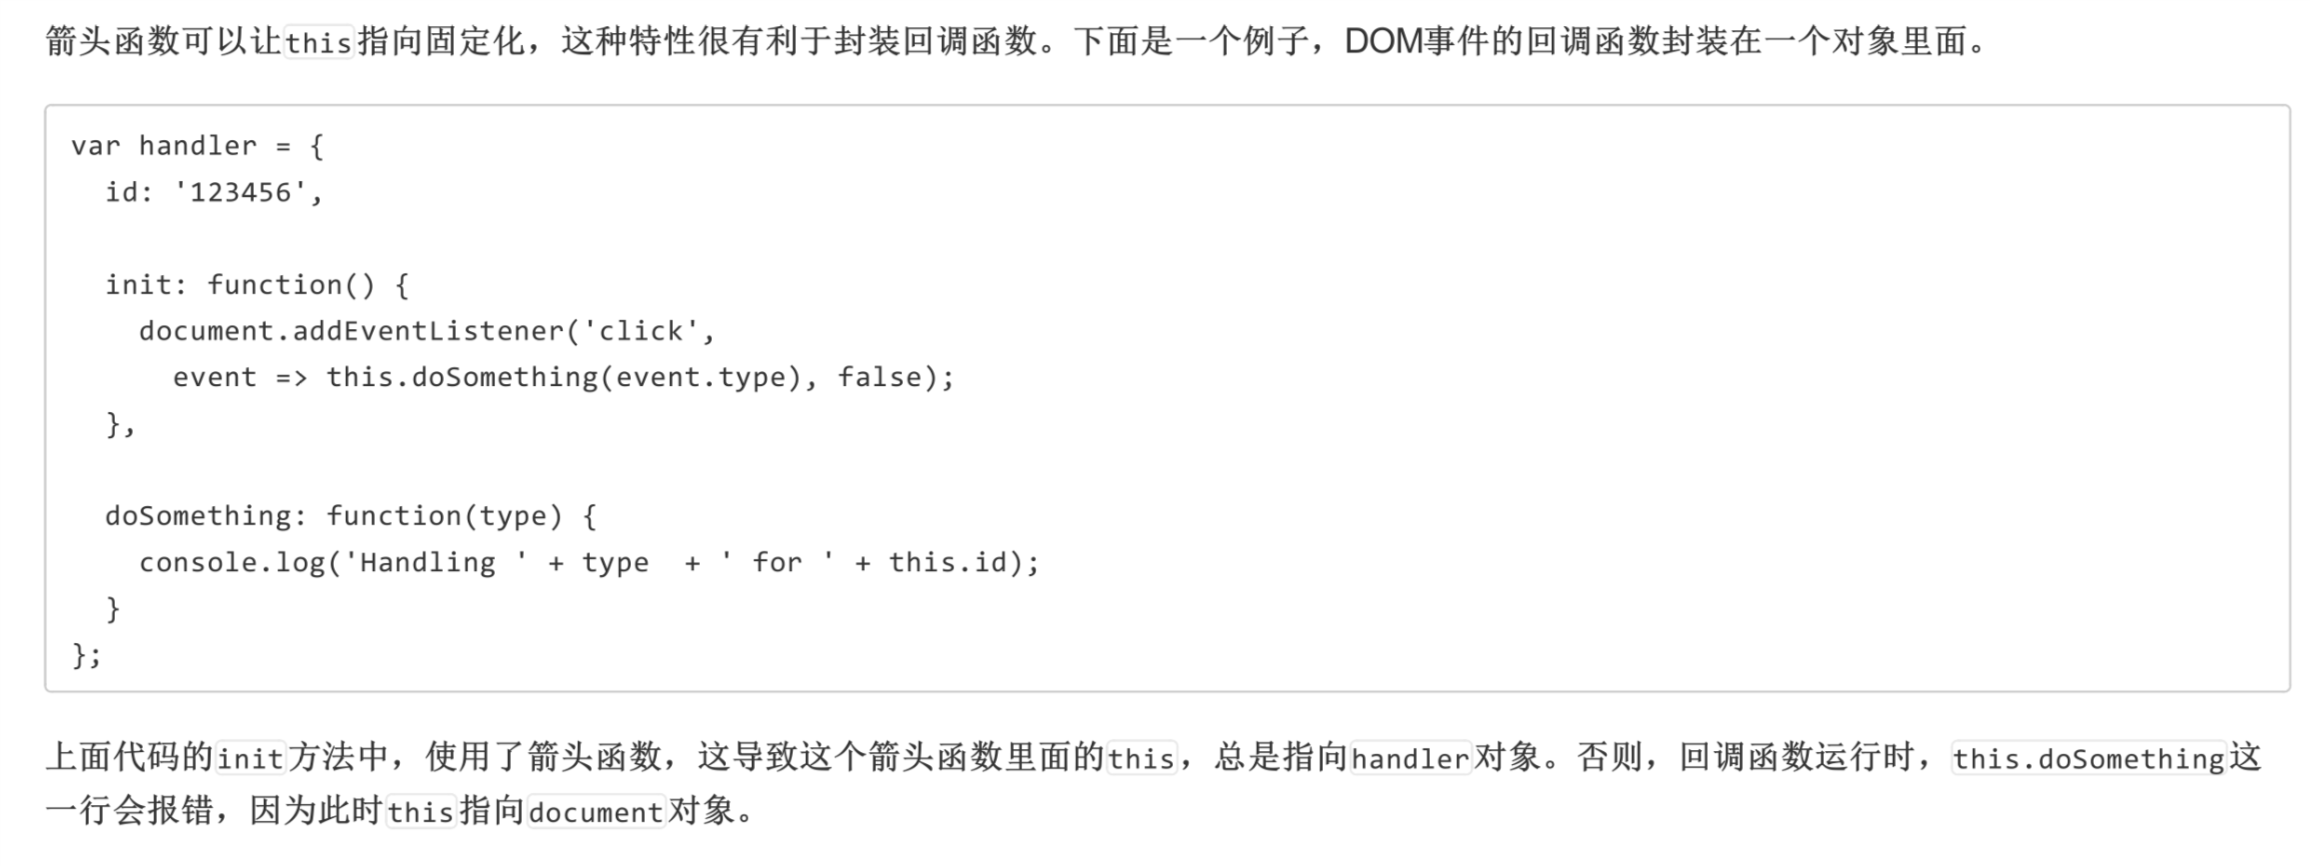 箭头函数可以让this指向固定化，这种特性很有利于封装回调函数。下面是一个例子，DOM事件的回调函数封装在一个对象里面。
var handler = {
  id: '123456',

  init: function() {
    document.addEventListener('click',
      event => this.doSomething(event.type), false);
  },

  doSomething: function(type) {
    console.log('Handling ' + type  + ' for ' + this.id);
  }
};
上面代码的init方法中，使用了箭头函数，这导致这个箭头函数里面的this，总是指向handler对象。否则，回调函数运行时，this.doSomething这
一行会报错，因为此时this指向document对象。